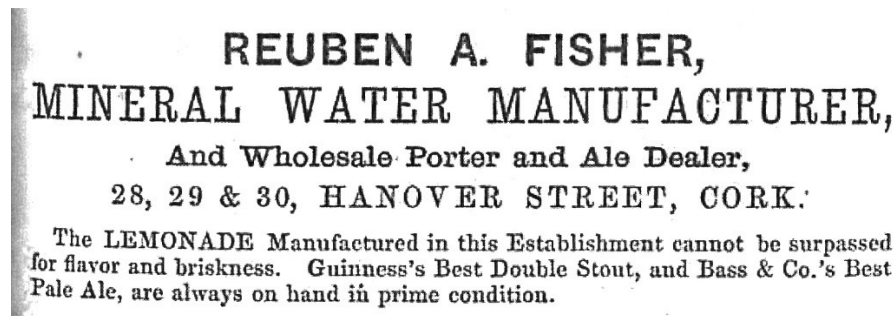 REUBEN A. FISHER,
MINERAL WATER MANUFACTURER,
And Wholesale Porter and Ale Dealer,
28, 29 & 30, HANOVER STREET, CORK.
The LEMONADE Manufactured in this Establishment cannot be surpassed
for flavor and briskness. Guinness's Best Double Stout, and Bass & Co.'s Best
Pale Ale, are always on hand in prime condition.